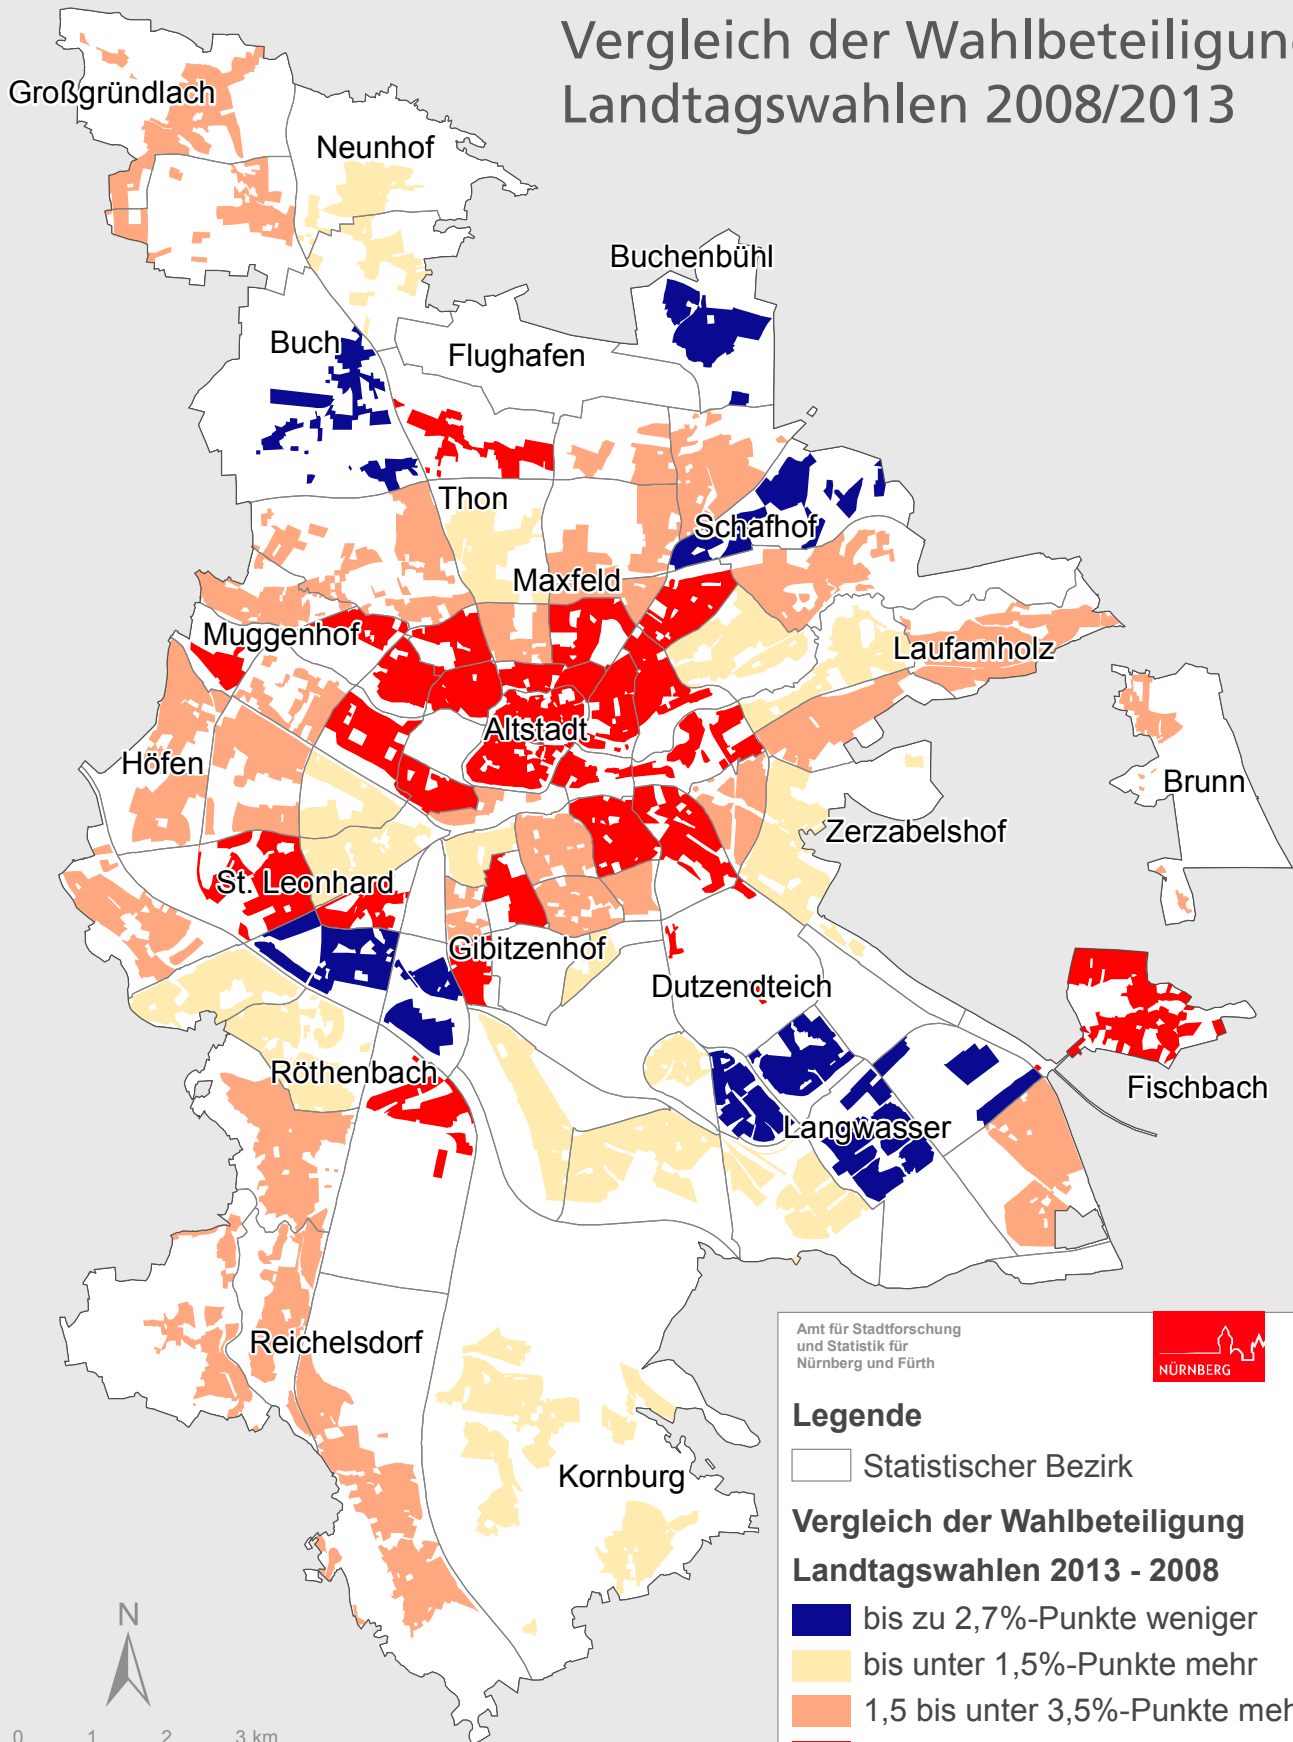 Vergleich der Wahlbeteiligung
Landtagswahlen 2008/2013
Großgründlach
Neunhof
Buchenbühl
Buch
Flughafen
Thon
Schafhof
Maxfeld
Muggenhof
Laufamholz
Altstadt
Höfen
Brunn
Zerzabelshof
St. Leonhard
Gibitzenhof
Dutzendteich
Röthenbach
Fischbach
Langwasser
Reichelsdorf
Kornburg
Amt für Stadtforschung
und Statistik für
Nürnberg und Fürth
NÜRNBERG
Legende
Statistischer Bezirk
Vergleich der Wahlbeteiligung
Landtagswahlen 2013 - 2008
bis zu 2,7%-Punkte weniger
bis unter 1,5%-Punkte mehr
1,5 bis unter 3,5%-Punkte meh
N
0 1 2 3 km